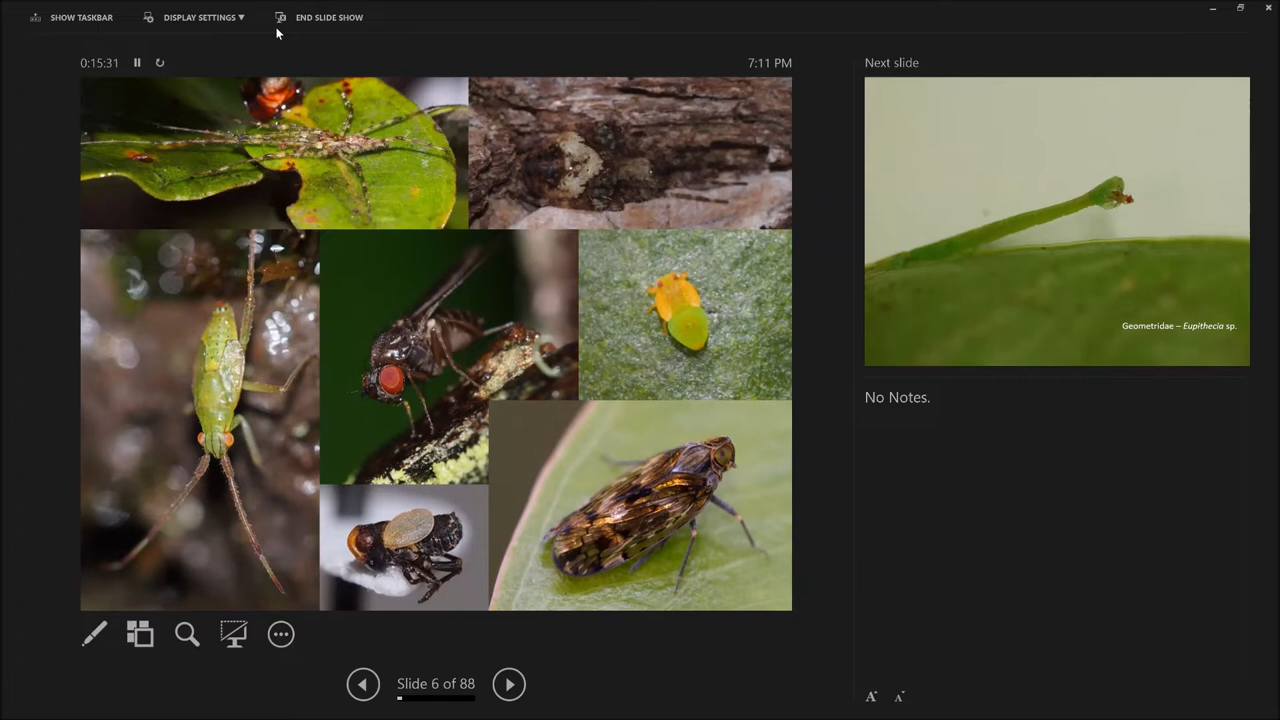 SHOW TASKBAR
DISPLAY SETTINGS ▼
END SLIDE SHOW
0:15:31
7:11 PM
Next slide
Geometridae – Eupithecia sp.
No Notes.
Slide 6 of 88
A A